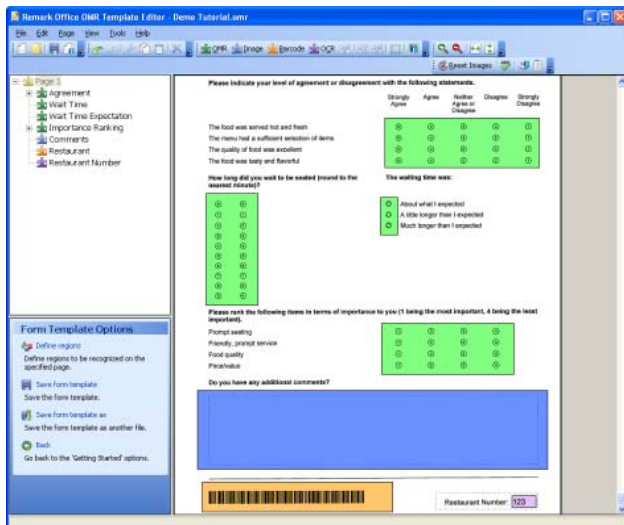 Remark Office OMR Template Editor - Demo Tutorial.omr
File Edit Page View Tools Help
OMR Image Barcode OCR
Reset Images
Page 1
Agreement
Wait Time
Wait Time Expectation
Importance Ranking
Comments
Restaurant
Restaurant Number
Form Template Options
Define regions
Define regions to be recognized on the
specified page.
Save form template
Save the form template.
Save form template as
Save the form template as another file.
Back
Go back to the 'Getting Started' options.
Please indicate your level of agreement or disagreement with the following statements.
Strongly Agree Agree Neither Agree or Disagree Disagree Strongly Disagree
The food was served hot and fresh
The menu had a sufficient selection of items
The quality of food was excellent
The food was tasty and flavorful
How long did you wait to be seated (round to the
nearest minute)?
The waiting time was:
About what I expected
A little longer than I expected
Much longer than I expected
Please rank the following items in terms of importance to you (1 being the most important, 4 being the least
important).
Prompt seating
Friendly, prompt service
Food quality
Price/value
Do you have any additional comments?
Restaurant Number: 123